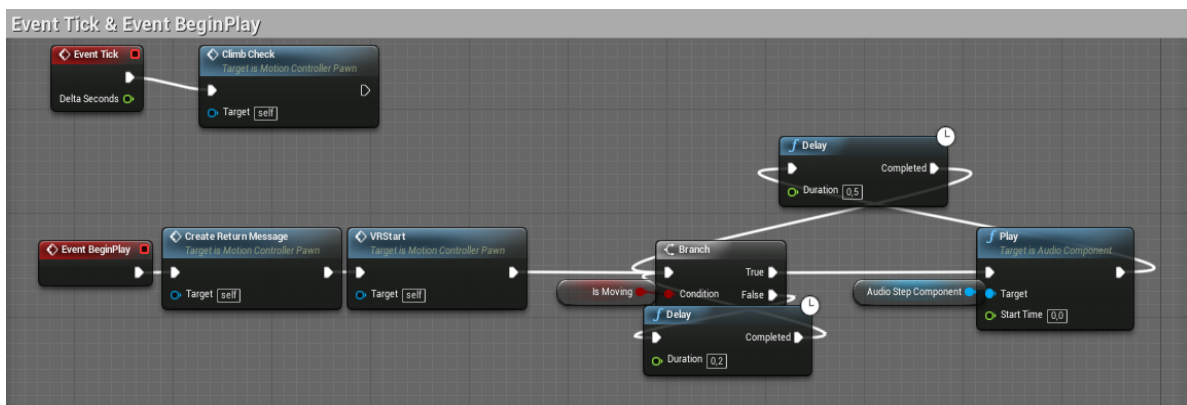 Event Tick & Event BeginPlay
Event Tick
Delta Seconds
Climb Check
Target is Motion Controller Pawn
Target self
Delay
Completed
Duration 0,5
Event BeginPlay
Create Return Message
Target is Motion Controller Pawn
Target self
VRStart
Target is Motion Controller Pawn
Target self
Is Moving
Branch
True
Condition False
Delay
Completed
Duration 0,2
Audio Step Component
Play
Target is Audio Component
Target
Start Time 0,0